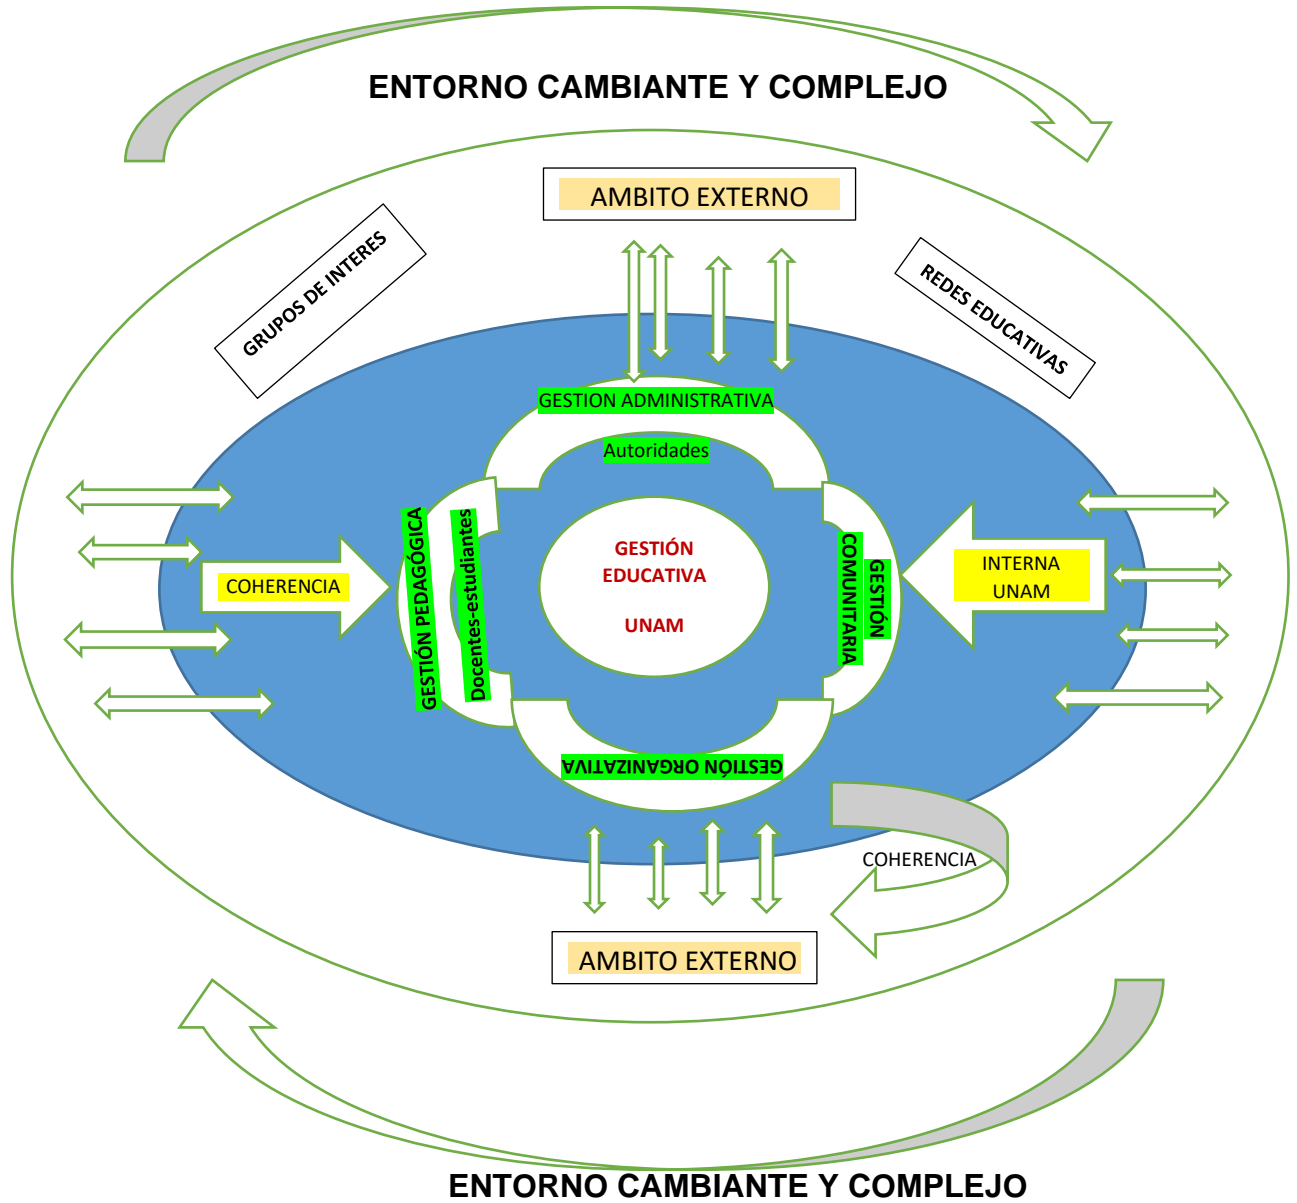 ENTORNO CAMBIANTE Y COMPLEJO
AMBITO EXTERNO
GRUPOS DE INTERES
REDES EDUCATIVAS
GESTION ADMINISTRATIVA
Autoridades
GESTIÓN PEDAGÓGICA
Docentes-estudiantes
GESTIÓN
EDUCATIVA
UNAM
GESTIÓN
COMUNITARIA
COHERENCIA
INTERNA
UNAM
GESTIÓN ORGANIZATIVA
COHERENCIA
AMBITO EXTERNO
ENTORNO CAMBIANTE Y COMPLEJO